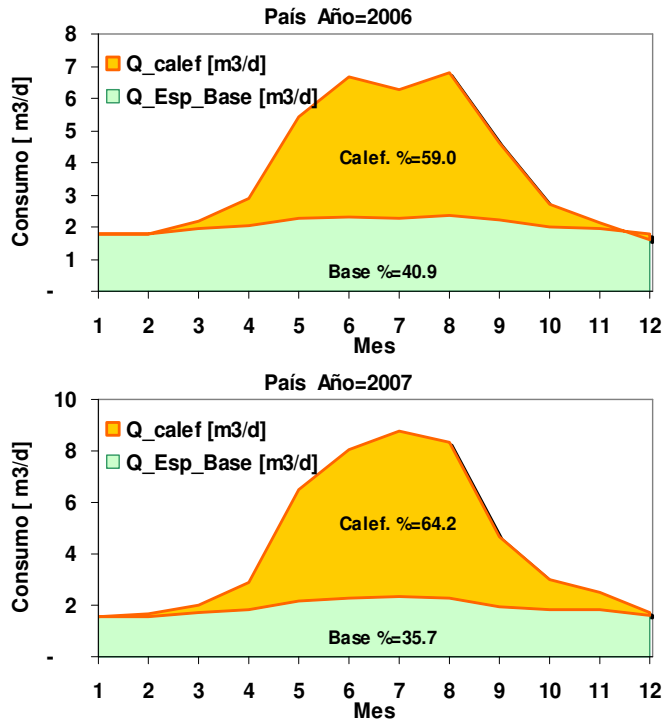 País Año=2006
8
7
6
5
4
3
2
1
-
Consumo [ m3/d]
Q_calef [m3/d]
Q_Esp_Base [m3/d]
Calef. %=59.0
Base %=40.9
1 2 3 4 5 6 7 8 9 10 11 12
Mes
País Año=2007
10
8
6
4
2
-
Consumo [ m3/d]
Q_calef [m3/d]
Q_Esp_Base [m3/d]
Calef. %=64.2
Base %=35.7
1 2 3 4 5 6 7 8 9 10 11 12
Mes